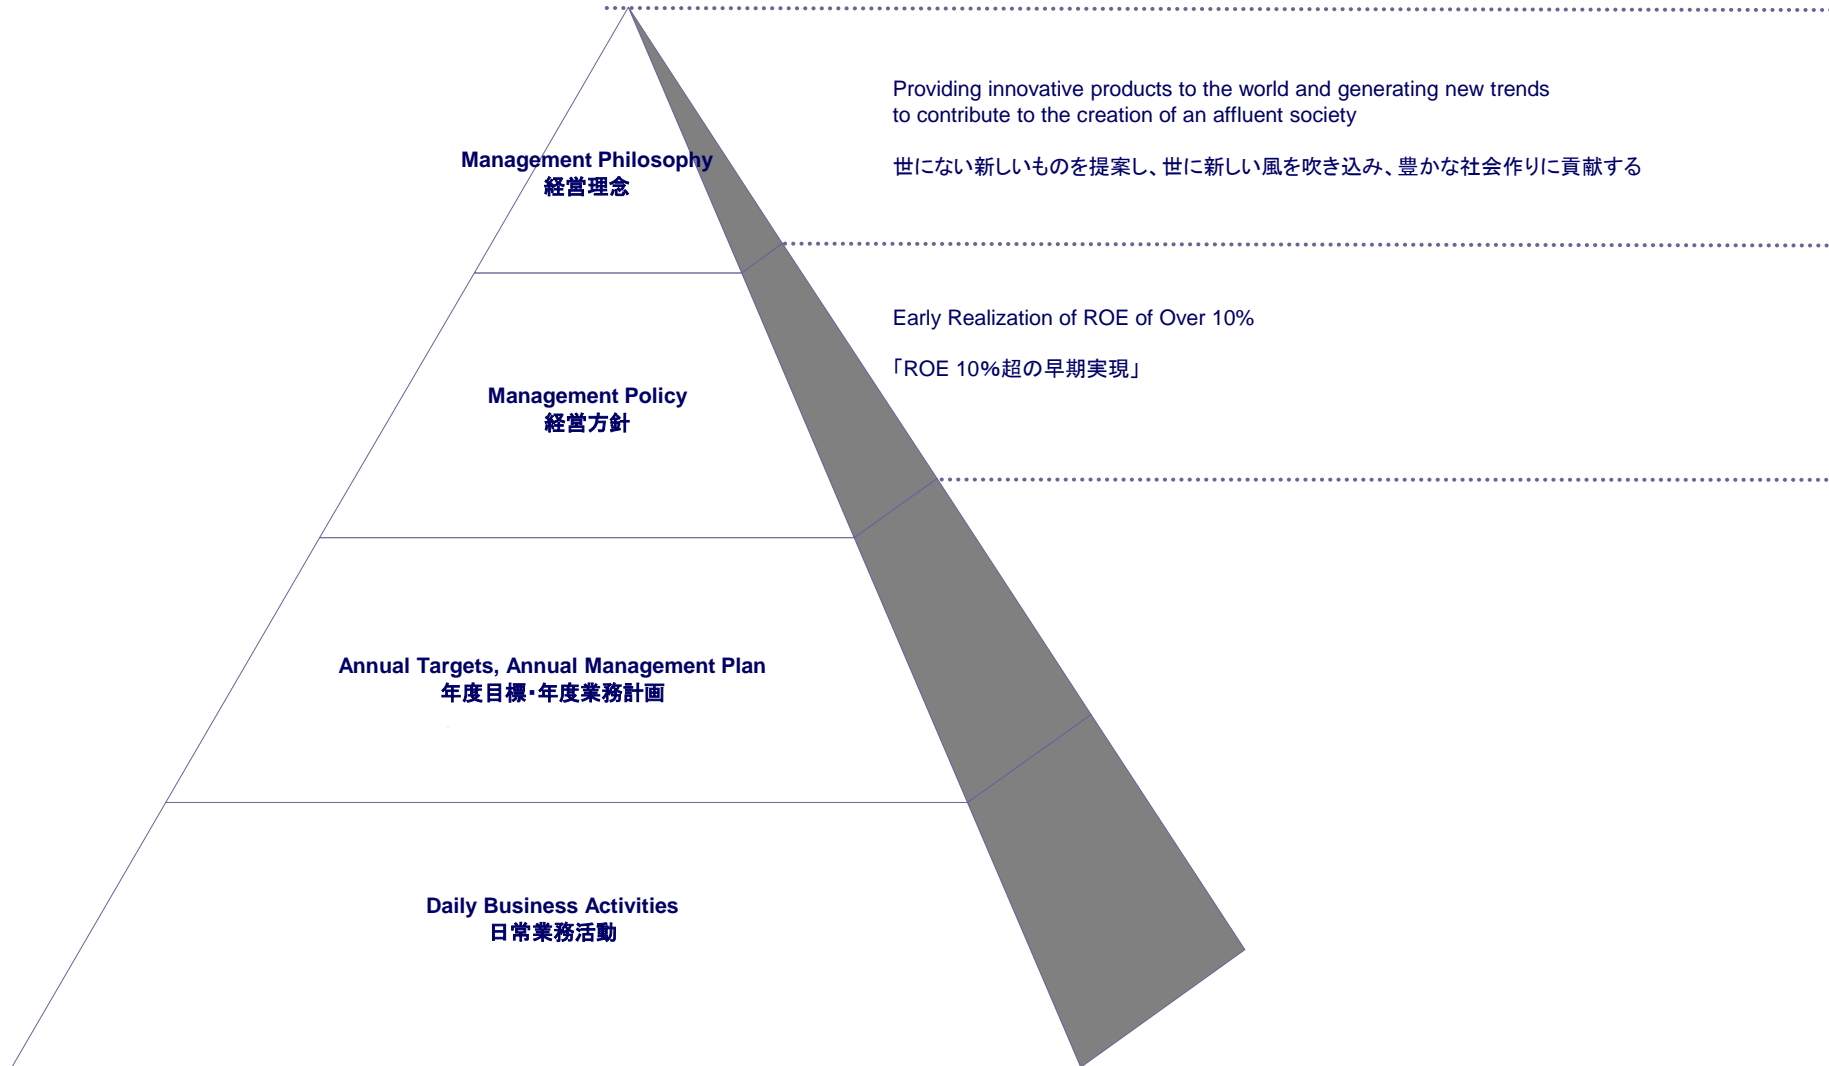 Providing innovative products to the world and generating new trends
to contribute to the creation of an affluent society
世にない新しいものを提案し、世に新しい風を吹き込み、豊かな社会作りに貢献する
Management Philosophy
経営理念
Early Realization of ROE of Over 10%
「ROE 10%超の早期実現」
Management Policy
経営方針
Annual Targets, Annual Management Plan
年度目標・年度業務計画
Daily Business Activities
日常業務活動